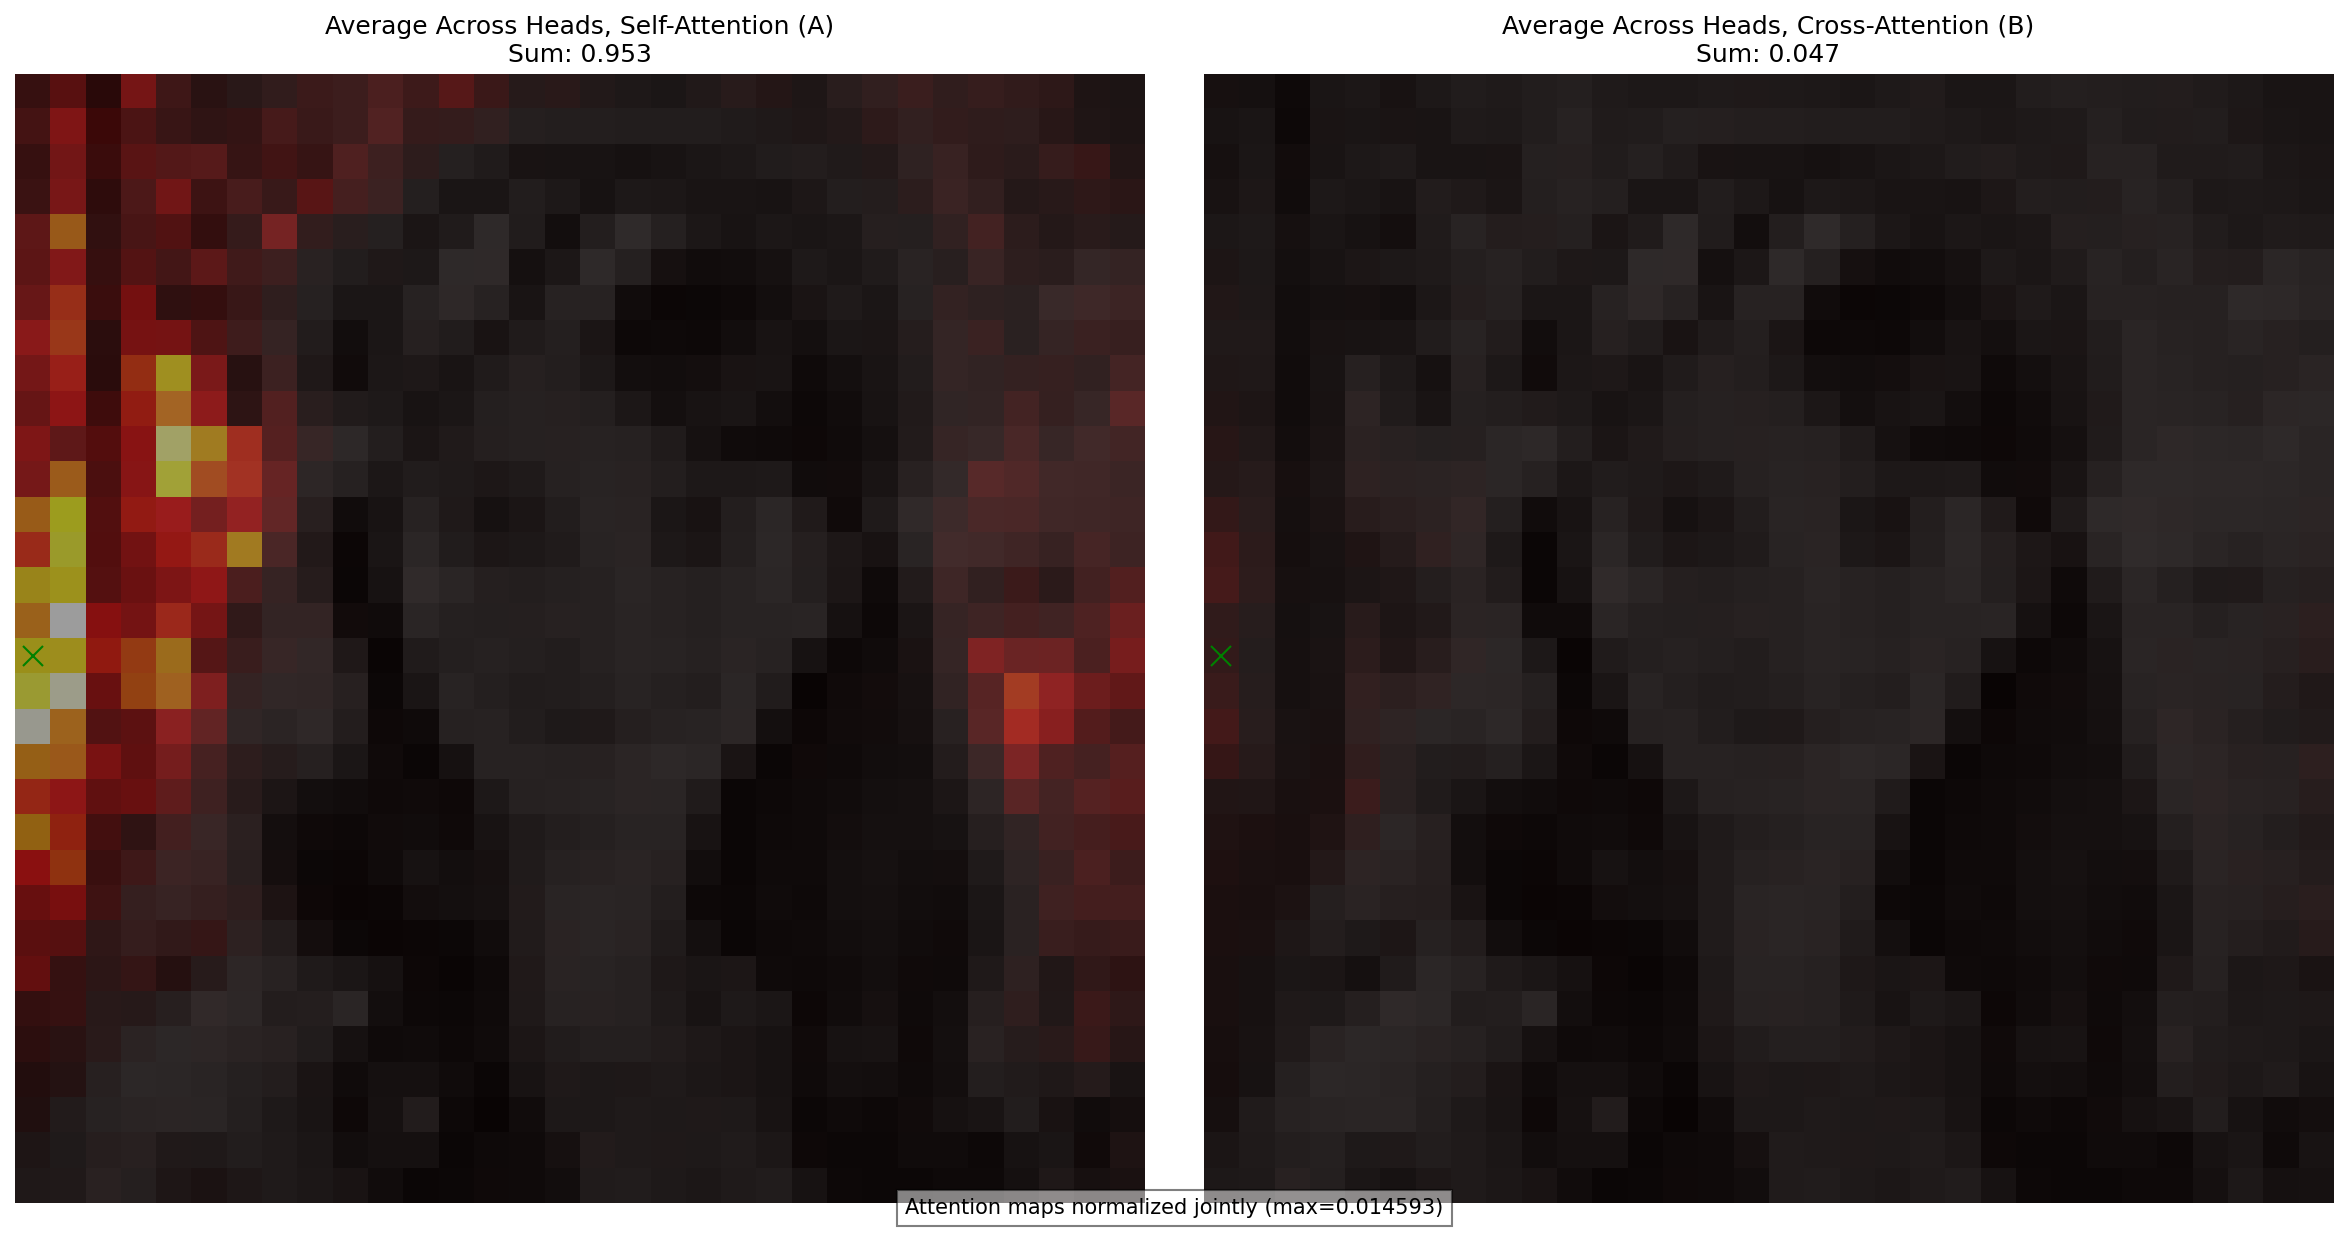 Average Across Heads, Self-Attention (A)
Sum: 0.953
Average Across Heads, Cross-Attention (B)
Sum: 0.047
Attention maps normalized jointly (max=0.014593)